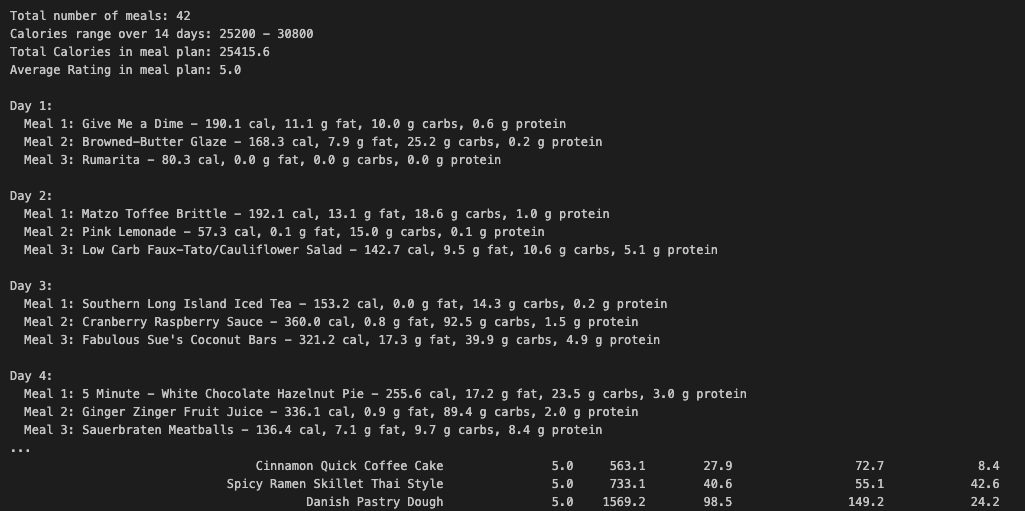 Total number of meals: 42
Calories range over 14 days: 25200 – 30800
Total Calories in meal plan: 25415.6
Average Rating in meal plan: 5.0
Day 1:
Meal 1: Give Me a Dime – 190.1 cal, 11.1 g fat, 10.0 g carbs, 0.6 g protein
Meal 2: Browned-Butter Glaze – 168.3 cal, 7.9 g fat, 25.2 g carbs, 0.2 g protein
Meal 3: Rumarita – 80.3 cal, 0.0 g fat, 0.0 g carbs, 0.0 g protein
Day 2:
Meal 1: Matzo Toffee Brittle – 192.1 cal, 13.1 g fat, 18.6 g carbs, 1.0 g protein
Meal 2: Pink Lemonade – 57.3 cal, 0.1 g fat, 15.0 g carbs, 0.1 g protein
Meal 3: Low Carb Faux-Tato/Cauliflower Salad – 142.7 cal, 9.5 g fat, 10.6 g carbs, 5.1 g protein
Day 3:
Meal 1: Southern Long Island Iced Tea – 153.2 cal, 0.0 g fat, 14.3 g carbs, 0.2 g protein
Meal 2: Cranberry Raspberry Sauce – 360.0 cal, 0.8 g fat, 92.5 g carbs, 1.5 g protein
Meal 3: Fabulous Sue's Coconut Bars – 321.2 cal, 17.3 g fat, 39.9 g carbs, 4.9 g protein
Day 4:
Meal 1: 5 Minute – White Chocolate Hazelnut Pie – 255.6 cal, 17.2 g fat, 23.5 g carbs, 3.0 g protein
Meal 2: Ginger Zinger Fruit Juice – 336.1 cal, 0.9 g fat, 89.4 g carbs, 2.0 g protein
Meal 3: Sauerbraten Meatballs – 136.4 cal, 7.1 g fat, 9.7 g carbs, 8.4 g protein
...
Cinnamon Quick Coffee Cake 5.0 563.1 27.9 72.7 8.4
Spicy Ramen Skillet Thai Style 5.0 733.1 40.6 55.1 42.6
Danish Pastry Dough 5.0 1569.2 98.5 149.2 24.2